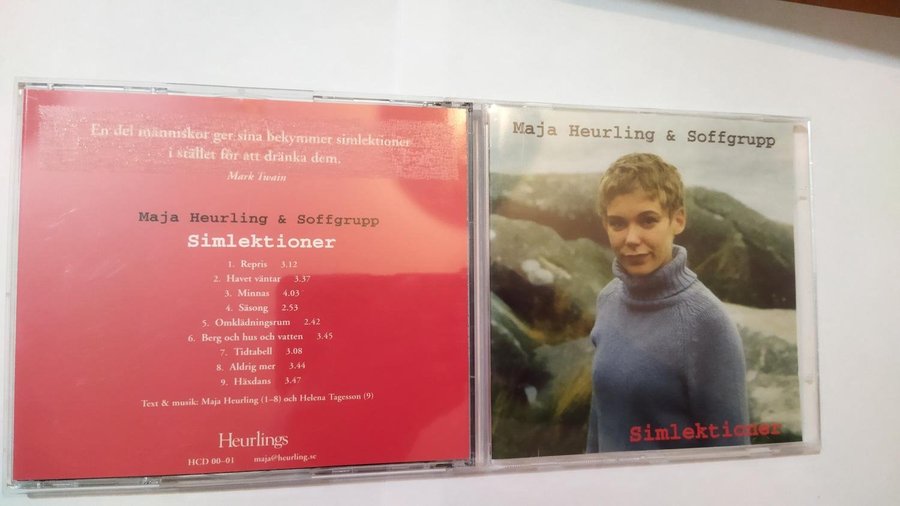 En del människor ger sina bekymmer simlektioner
i stället för att dränka dem.
Mark Twain
Maja Heurling & Soffgrupp
Simlektioner
1. Repris 3.12
2. Havet väntar 3.37
3. Minnas 4.03
4. Säsong 2.53
5. Omklädningsrum 2.42
6. Berg och hus och vatten 3.45
7. Tidtabell 3.08
8. Aldrig mer 3.44
9. Häxdans 3.47
Text & musik: Maja Heurling (1–8) och Helena Tagesson (9)
Heurlings
HCD 00–01 maja@heurling.se
Maja Heurling & Soffgrupp
Simlektioner